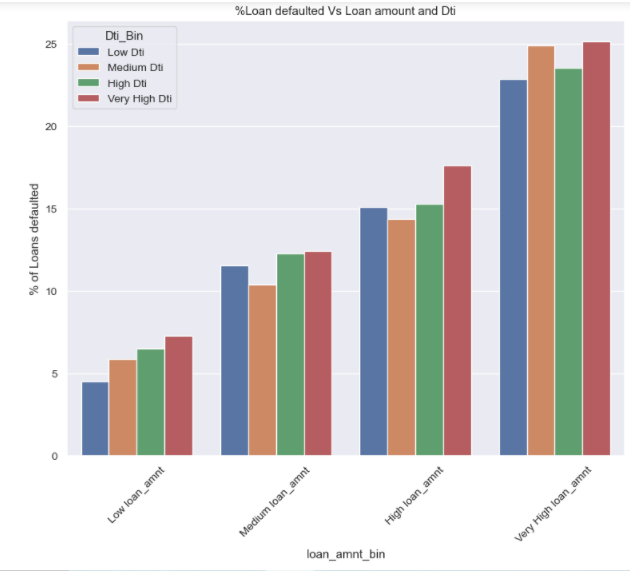 %Loan defaulted Vs Loan amount and Dti
Dti_Bin
Low Dti
Medium Dti
High Dti
Very High Dti
% of Loans defaulted
25
20
15
10
5
0
Low loan_amnt
Medium loan_amnt
High loan_amnt
Very High loan_amnt
loan_amnt_bin